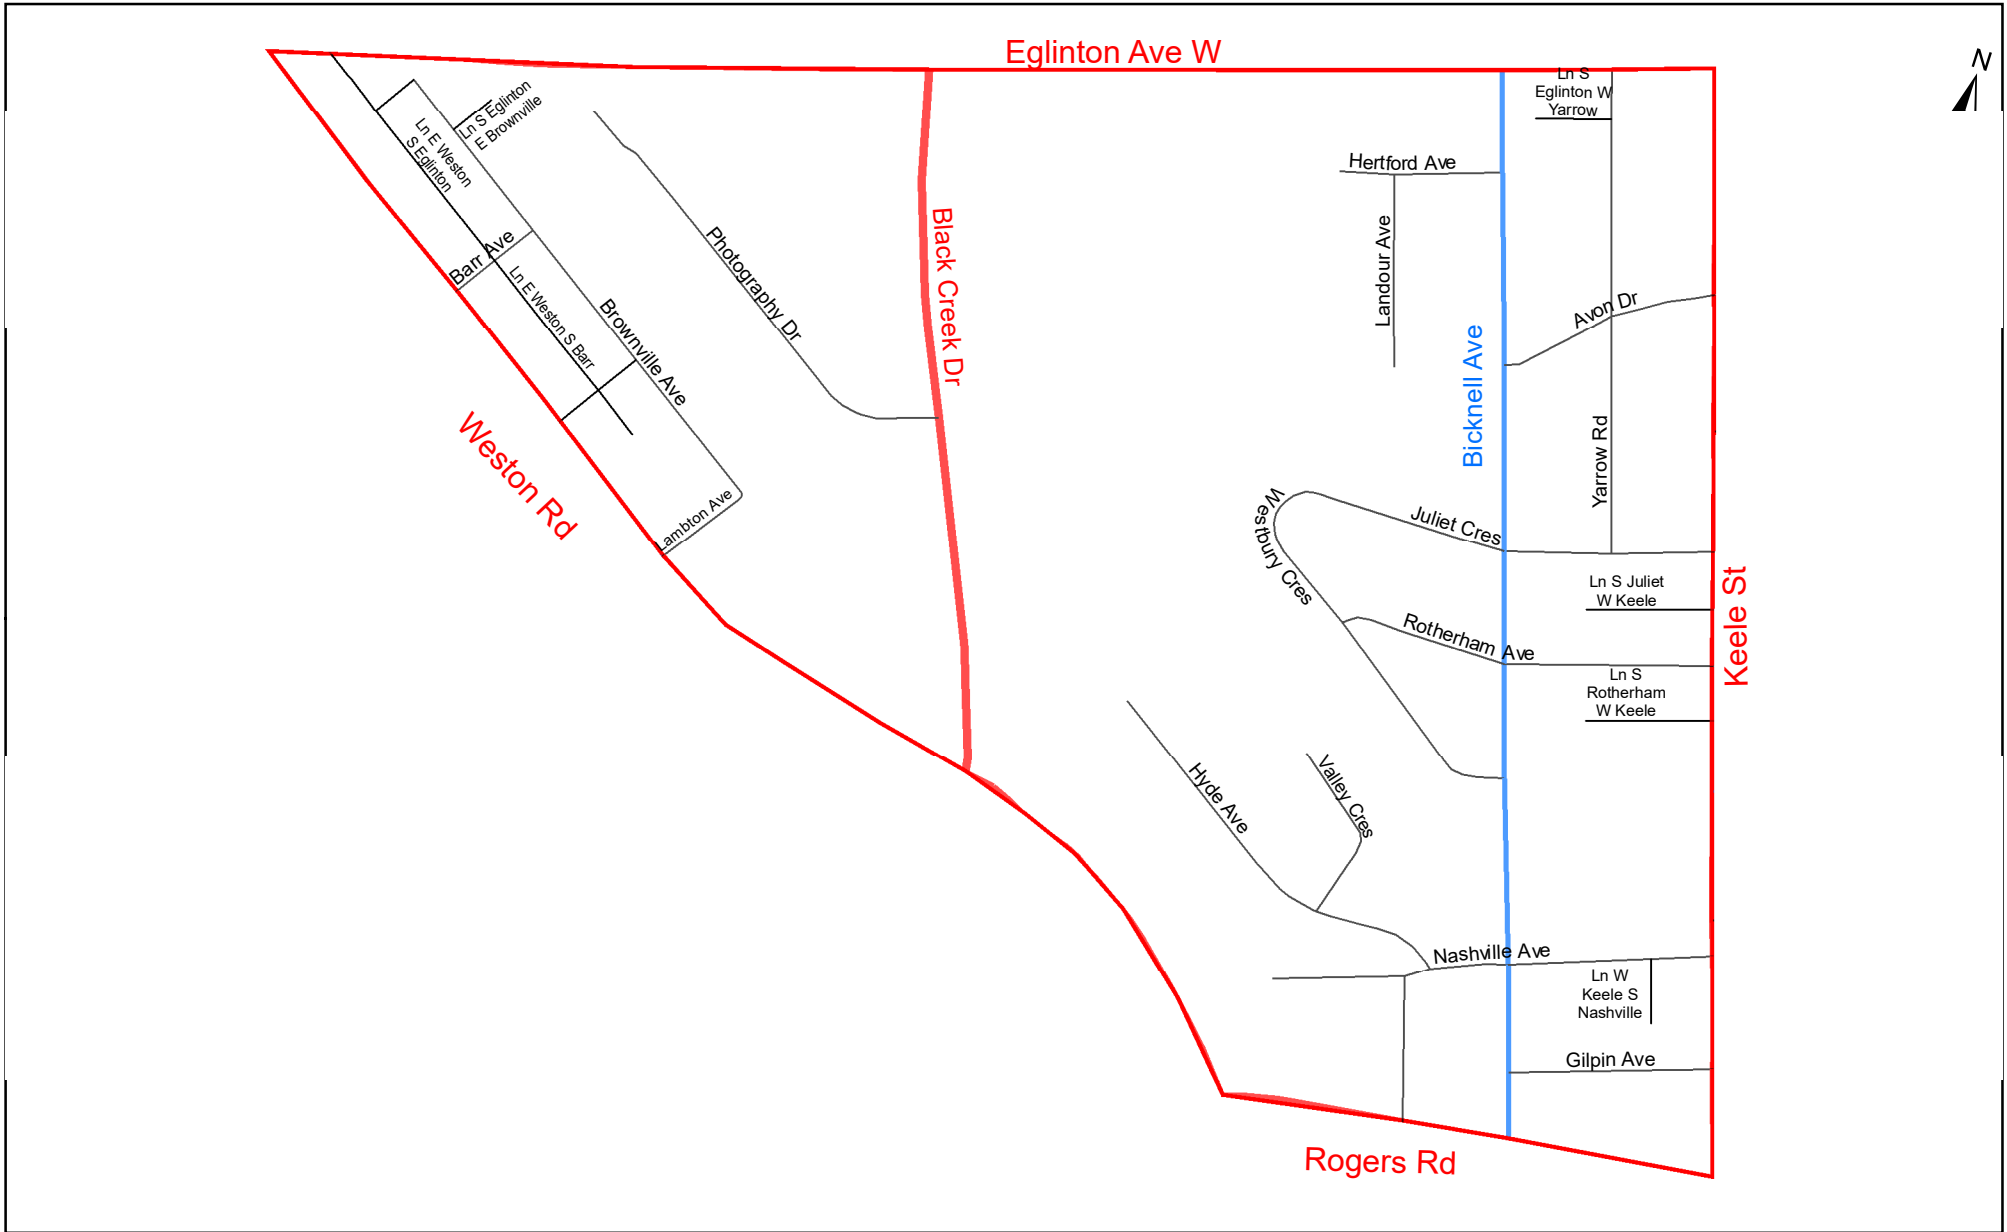 Eglinton Ave W
N
Ln S
Eglinton W
Yarrow
Ln S Eglinton
E Brownville
Ln E Weston
S Eglinton
Hertford Ave
Barr Ave
Photography Dr
Black Creek Dr
Landour Ave
Ln E Weston S Barr
Brownville Ave
Avon Dr
Bicknell Ave
Weston Rd
Yarrow Rd
Lambton Ave
Westbury Cres
Juliet Cres
Ln S Juliet
W Keele
Keele St
Rotherham Ave
Ln S
Rotherham
W Keele
Hyde Ave
Valley Cres
Nashville Ave
Ln W
Keele S
Nashville
Gilpin Ave
Rogers Rd